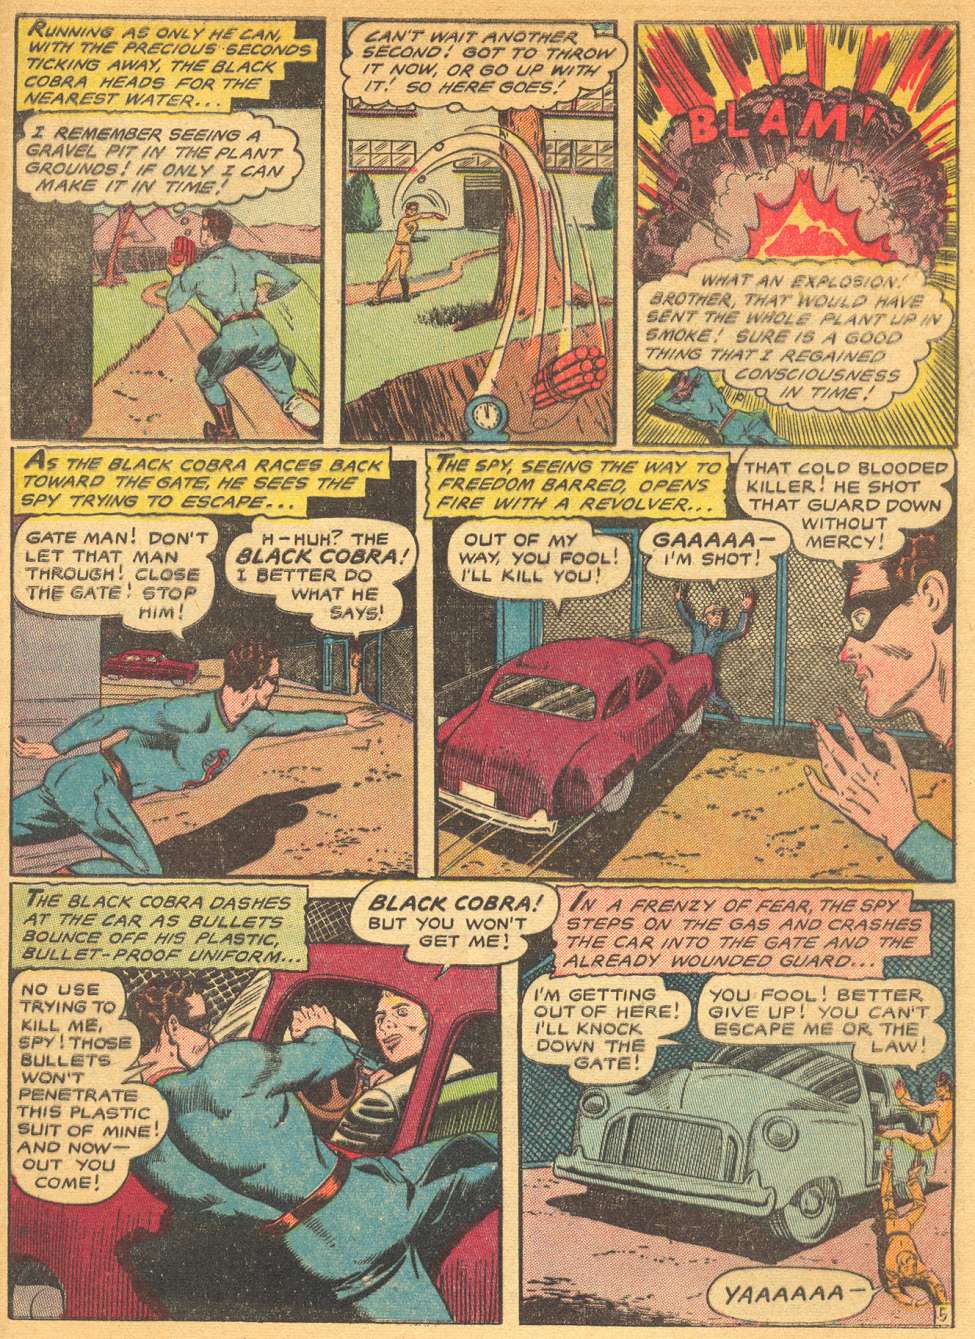 RUNNING AS ONLY HE CAN,
WITH THE PRECIOUS SECONDS
TICKING AWAY, THE BLACK
COBRA HEADS FOR THE
NEAREST WATER...
I REMEMBER SEEING A
GRAVEL PIT IN THE PLANT
GROUNDS! IF ONLY I CAN
MAKE IT IN TIME!
CAN'T WAIT ANOTHER
SECOND! GOT TO THROW
IT NOW, OR GO UP WITH
IT! SO HERE GOES!
BLAM!
WHAT AN EXPLOSION!
BROTHER, THAT WOULD HAVE
SENT THE WHOLE PLANT UP IN
SMOKE! SURE IS A GOOD
THING THAT I REGAINED
CONSCIOUSNESS
IN TIME!
AS THE BLACK COBRA RACES BACK
TOWARD THE GATE, HE SEES THE
SPY TRYING TO ESCAPE...
GATE MAN! DON'T
LET THAT MAN
THROUGH! CLOSE
THE GATE! STOP
HIM!
H-HUH? THE
BLACK COBRA!
I BETTER DO
WHAT HE
SAYS!
THE SPY, SEEING THE WAY TO
FREEDOM BARRED, OPENS
FIRE WITH A REVOLVER...
OUT OF MY
WAY, YOU FOOL!
I'LL KILL YOU!
GAAAAA-
I'M SHOT!
THAT COLD BLOODED
KILLER! HE SHOT
THAT GUARD DOWN
WITHOUT
MERCY!
THE BLACK COBRA DASHES
AT THE CAR AS BULLETS
BOUNCE OFF HIS PLASTIC,
BULLET-PROOF UNIFORM...
NO USE
TRYING TO
KILL ME,
SPY! THOSE
BULLETS
WON'T
PENETRATE
THIS PLASTIC
SUIT OF MINE!
AND NOW—
OUT YOU
COME!
BLACK COBRA!
BUT YOU WON'T
GET ME!
IN A FRENZY OF FEAR, THE SPY
STEPS ON THE GAS AND CRASHES
THE CAR INTO THE GATE AND THE
ALREADY WOUNDED GUARD...
I'M GETTING
OUT OF HERE!
I'LL KNOCK
DOWN THE
GATE!
YOU FOOL! BETTER
GIVE UP! YOU CAN'T
ESCAPE ME OR THE
LAW!
YAAAAAA—
5